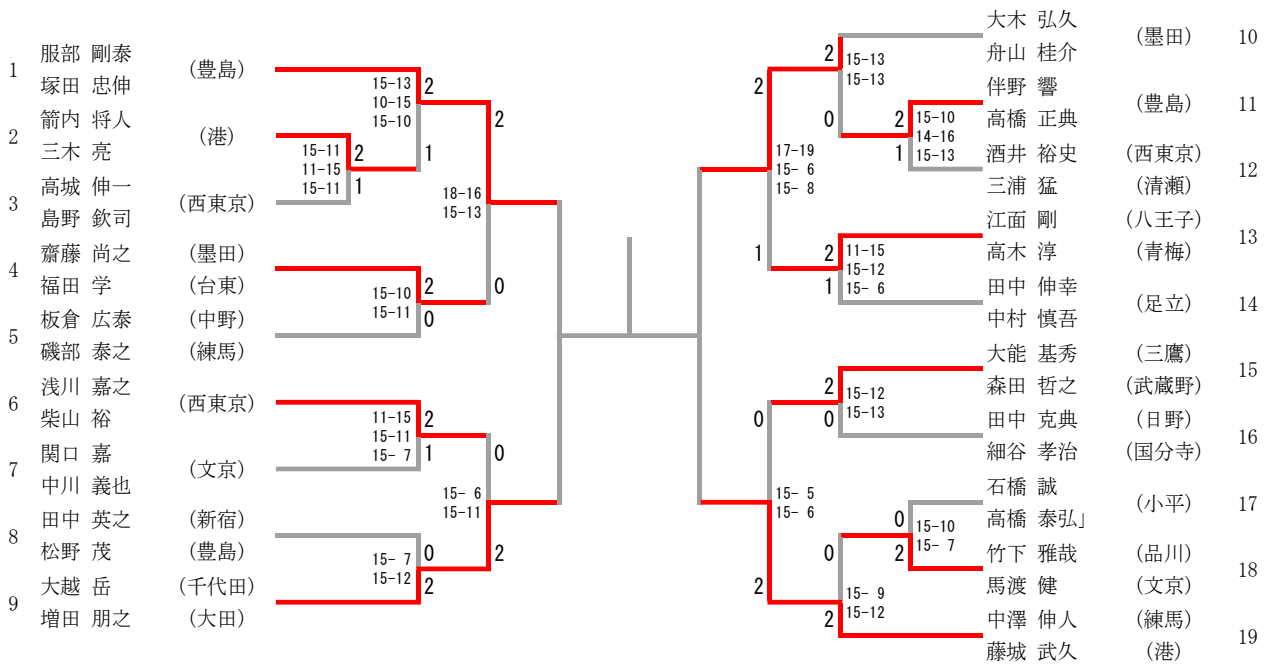 1 服部 剛泰 (豊島)
塚田 忠伸
2 箭内 将人 (港)
三木 亮
3 高城 伸一 (西東京)
島野 欽司
4 齋藤 尚之 (墨田)
福田 学 (台東)
5 板倉 広泰 (中野)
磯部 泰之 (練馬)
6 浅川 嘉之 (西東京)
柴山 裕
7 関口 嘉 (文京)
中川 義也
8 田中 英之 (新宿)
松野 茂 (豊島)
9 大越 岳 (千代田)
増田 朋之 (大田)
15-13 2
10-15
15-10
1
15-11 2
11-15
15-11 1
2
18-16
15-13
0
15-10 2
15-11 0
11-15 2
15-11
15- 7 1
0
15- 6
15-11
2
15- 7 0
15-12 2
大木 弘久 (墨田) 10
舟山 桂介
伴野 響 (豊島) 11
高橋 正典
酒井 裕史 (西東京) 12
三浦 猛 (清瀬)
江面 剛 (八王子) 13
高木 淳 (青梅)
田中 伸幸 (足立) 14
中村 慎吾
大能 基秀 (三鷹) 15
森田 哲之 (武蔵野)
田中 克典 (日野) 16
細谷 孝治 (国分寺)
石橋 誠 (小平) 17
高橋 泰弘」
竹下 雅哉 (品川) 18
馬渡 健 (文京)
中澤 伸人 (練馬) 19
藤城 武久 (港)
2 15-13
15-13
0
2 15-10
14-16
1 15-13
2
17-19
15- 6
15- 8
1
2 11-15
15-12
1 15- 6
2 15-12
0 15-13
0
15- 5
15- 6
2
0 15-10
2 15- 7
0
15- 9
2 15-12